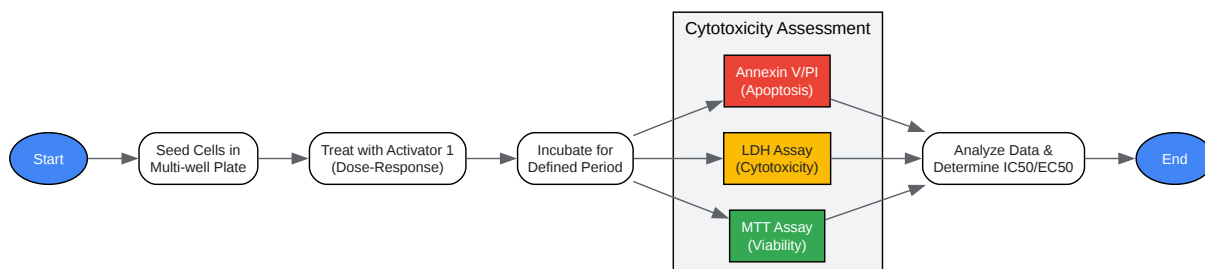 Cytotoxicity Assessment
Start
Seed Cells in
Multi-well Plate
Treat with Activator 1
(Dose-Response)
Incubate for
Defined Period
Annexin V/PI
(Apoptosis)
LDH Assay
(Cytotoxicity)
MTT Assay
(Viability)
Analyze Data &
Determine IC50/EC50
End